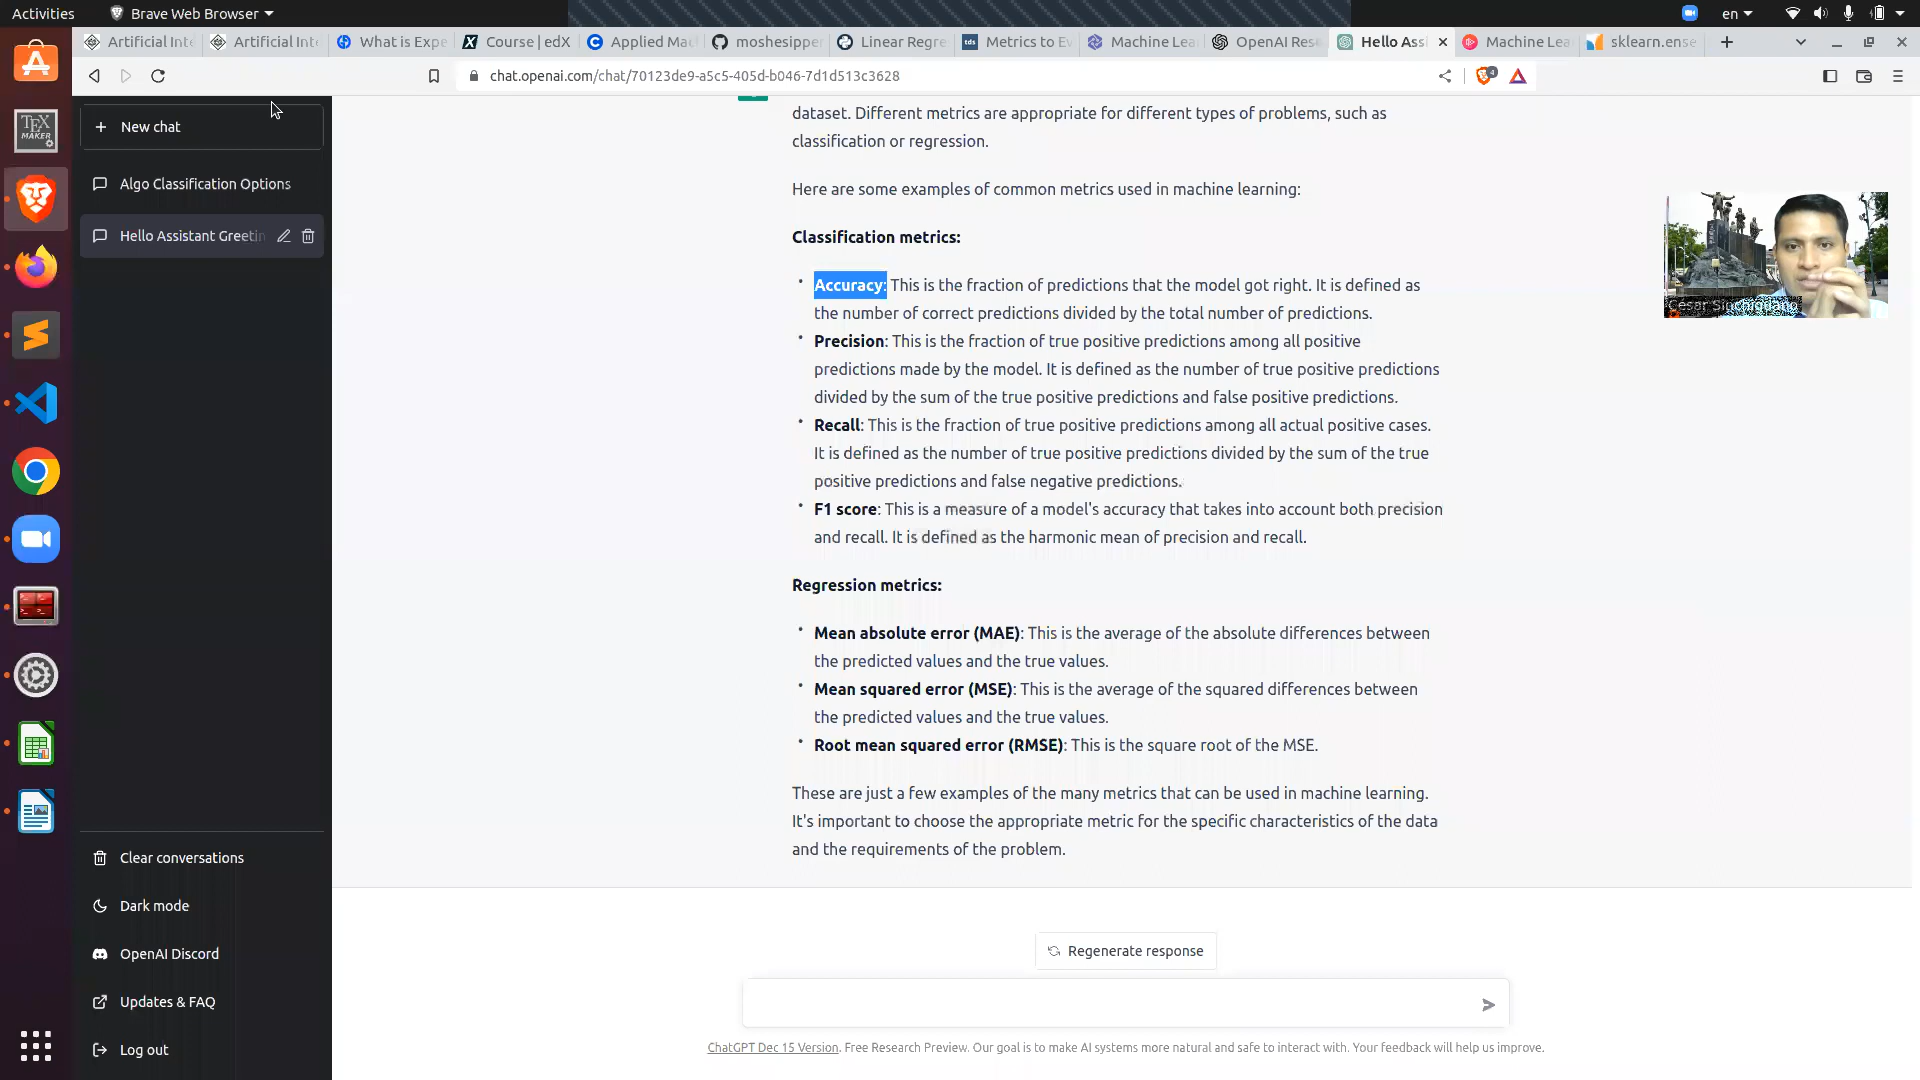 Activities
Brave Web Browser
en
Artificial Inte
Artificial Inte
What is Expe
Course | edX
Applied Mac
moshesipper
Linear Regre
tds
Metrics to Ev
Machine Lea
OpenAI Rese
Hello Ass
Machine Lea
sklearn.ense
chat.openai.com/chat/70123de9-a5c5-405d-b046-7d1d513c3628
4
New chat
Algo Classification Options
Hello Assistant Greetin
Clear conversations
Dark mode
OpenAI Discord
Updates & FAQ
Log out
TEX
MAKER
dataset. Different metrics are appropriate for different types of problems, such as
classification or regression.
Here are some examples of common metrics used in machine learning:
Classification metrics:
• Accuracy: This is the fraction of predictions that the model got right. It is defined as
the number of correct predictions divided by the total number of predictions.
• Precision: This is the fraction of true positive predictions among all positive
predictions made by the model. It is defined as the number of true positive predictions
divided by the sum of the true positive predictions and false positive predictions.
• Recall: This is the fraction of true positive predictions among all actual positive cases.
It is defined as the number of true positive predictions divided by the sum of the true
positive predictions and false negative predictions.
• F1 score: This is a measure of a model's accuracy that takes into account both precision
and recall. It is defined as the harmonic mean of precision and recall.
Regression metrics:
• Mean absolute error (MAE): This is the average of the absolute differences between
the predicted values and the true values.
• Mean squared error (MSE): This is the average of the squared differences between
the predicted values and the true values.
• Root mean squared error (RMSE): This is the square root of the MSE.
These are just a few examples of the many metrics that can be used in machine learning.
It's important to choose the appropriate metric for the specific characteristics of the data
and the requirements of the problem.
Regenerate response
ChatGPT Dec 15 Version. Free Research Preview. Our goal is to make AI systems more natural and safe to interact with. Your feedback will help us improve.